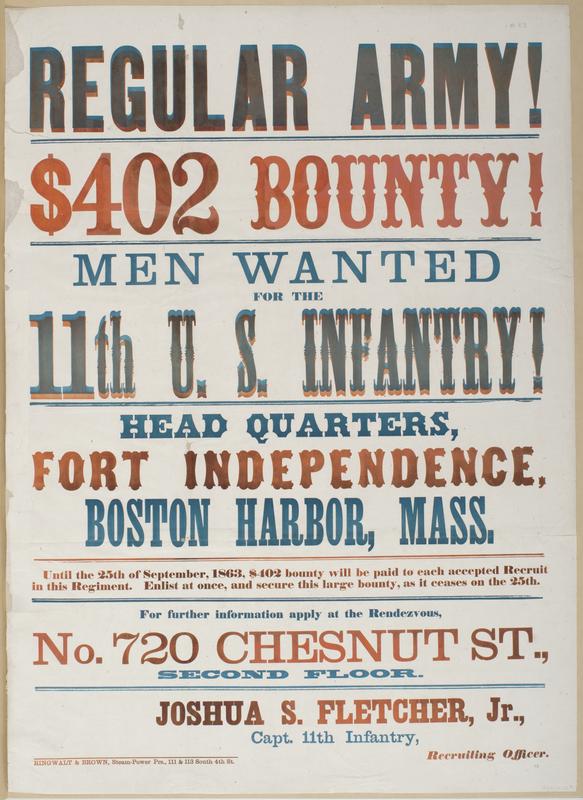 REGULAR ARMY!
$402 BOUNTY!
MEN WANTED
FOR THE
11th U. S. INFANTRY!
HEAD QUARTERS,
FORT INDEPENDENCE,
BOSTON HARBOR, MASS.
Until the 25th of September, 1863, $402 bounty will be paid to each accepted Recruit
in this Regiment. Enlist at once, and secure this large bounty, as it ceases on the 25th.
For further information apply at the Rendezvous,
No. 720 CHESNUT ST.,
SECOND FLOOR.
JOSHUA S. FLETCHER, Jr.,
Capt. 11th Infantry,
Recruiting Officer.
RINGWALT & BROWN, Steam-Power Prs., 111 & 113 South 4th St.